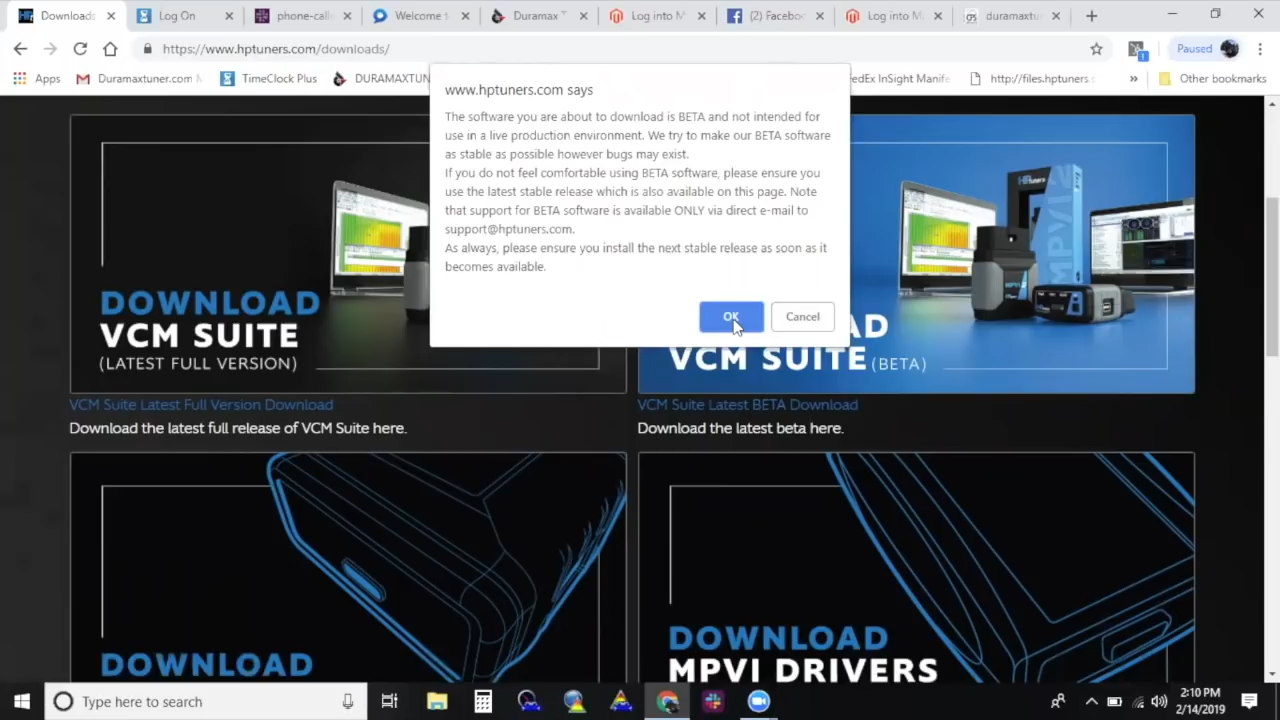 Downloads
Log On
phone-call
Welcome t
Duramax
Log into M
(2) Facebo
Log into M
duramaxtu
https://www.hptuners.com/downloads/
Paused
Apps
Duramaxtuner.com
TimeClock Plus
DURAMAXTUN
edEx InSight Manife
http://files.hptuners.
»
Other bookmarks
www.hptuners.com says
The software you are about to download is BETA and not intended for
use in a live production environment. We try to make our BETA software
as stable as possible however bugs may exist.
If you do not feel comfortable using BETA software, please ensure you
use the latest stable release which is also available on this page. Note
that support for BETA software is available ONLY via direct e-mail to
support@hptuners.com.
As always, please ensure you install the next stable release as soon as it
becomes available.
OK
Cancel
DOWNLOAD
VCM SUITE
(LATEST FULL VERSION)
AD
VCM SUITE (BETA)
VCM Suite Latest Full Version Download
Download the latest full release of VCM Suite here.
VCM Suite Latest BETA Download
Download the latest beta here.
DOWNLOAD
DOWNLOAD
MPVI DRIVERS
Type here to search
2:10 PM
2/14/2019